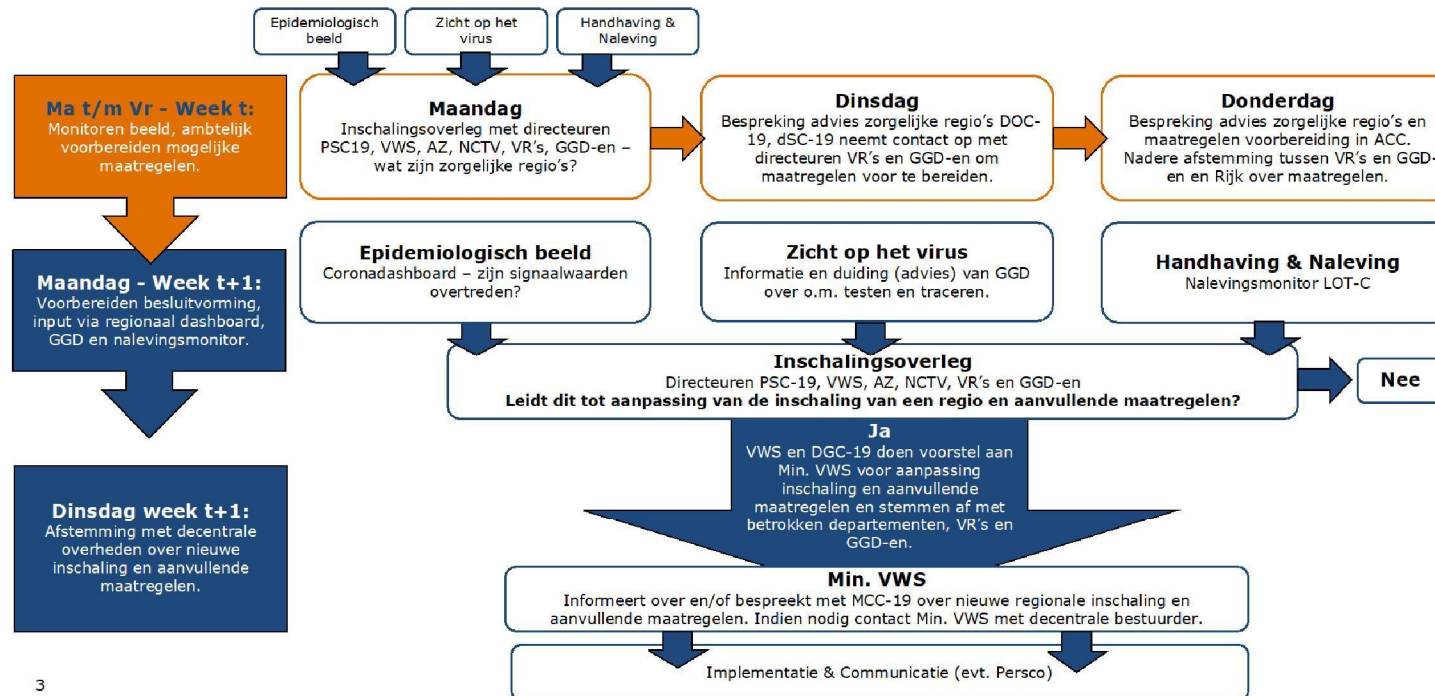 Epidemiologisch
beeld
Zicht op het
virus
Handhaving &
Naleving
Ma t/m Vr - Week t:
Monitoren beeld, ambtelijk
voorbereiden mogelijke
maatregelen.
Maandag
Inschalingsoverleg met directeuren
PSC19, VWS, AZ, NCTV, VR's, GGD-en –
wat zijn zorgelijke regio's?
Dinsdag
Bespreking advies zorgelijke regio's DOC-
19, dSC-19 neemt contact op met
directeuren VR's en GGD-en om
maatregelen voor te bereiden.
Donderdag
Bespreking advies zorgelijke regio's en
maatregelen voorbereiding in ACC.
Nadere afstemming tussen VR's en GGD-
en en Rijk over maatregelen.
Maandag - Week t+1:
Voorbereiden besluitvorming,
input via regionaal dashboard,
GGD en nalevingsmonitor.
Epidemiologisch beeld
Coronadashboard – zijn signaalwaarden
overtreden?
Zicht op het virus
Informatie en duiding (advies) van GGD
over o.m. testen en traceren.
Handhaving & Naleving
Nalevingsmonitor LOT-C
Inschalingsoverleg
Directeuren PSC-19, VWS, AZ, NCTV, VR's en GGD-en
Leidt dit tot aanpassing van de inschaling van een regio en aanvullende maatregelen?
Nee
Ja
VWS en DGC-19 doen voorstel aan
Min. VWS voor aanpassing
inschaling en aanvullende
maatregelen en stemmen af met
betrokken departementen, VR's en
GGD-en.
Dinsdag week t+1:
Afstemming met decentrale
overheden over nieuwe
inschaling en aanvullende
maatregelen.
Min. VWS
Informeert over en/of bespreekt met MCC-19 over nieuwe regionale inschaling en
aanvullende maatregelen. Indien nodig contact Min. VWS met decentrale bestuurder.
Implementatie & Communicatie (evt. Persco)
3